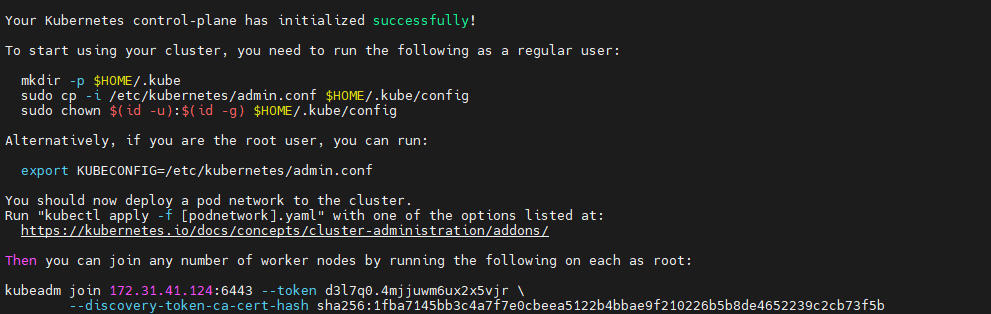 Your Kubernetes control-plane has initialized successfully!
To start using your cluster, you need to run the following as a regular user:
mkdir -p $HOME/.kube
sudo cp -i /etc/kubernetes/admin.conf $HOME/.kube/config
sudo chown $(id -u):$(id -g) $HOME/.kube/config
Alternatively, if you are the root user, you can run:
export KUBECONFIG=/etc/kubernetes/admin.conf
You should now deploy a pod network to the cluster.
Run "kubectl apply -f [podnetwork].yaml" with one of the options listed at:
https://kubernetes.io/docs/concepts/cluster-administration/addons/
Then you can join any number of worker nodes by running the following on each as root:
kubeadm join 172.31.41.124:6443 --token d3l7q0.4mjjuwm6ux2x5vjr \
--discovery-token-ca-cert-hash sha256:1fba7145bb3c4a7f7e0cbeea5122b4bbae9f210226b5b8de4652239c2cb73f5b